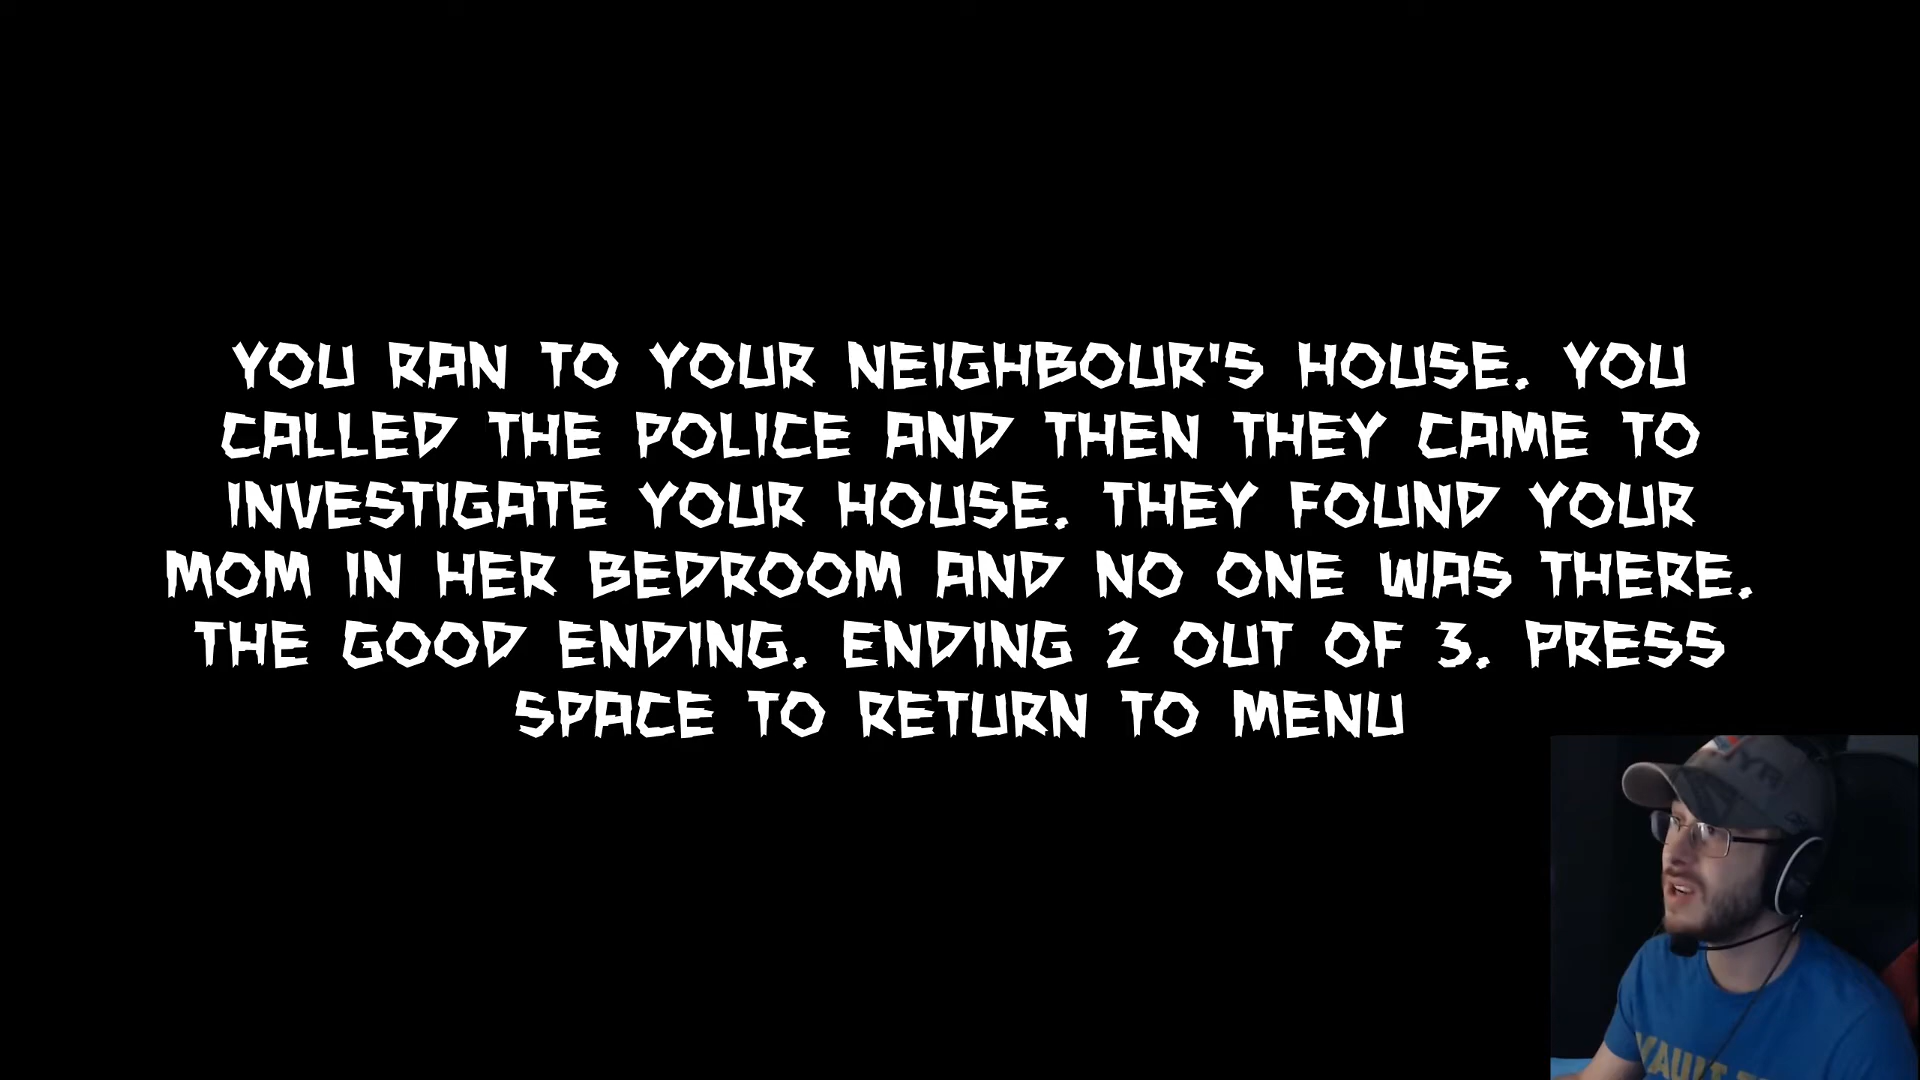 YOU RAN TO YOUR NEIGHBOUR'S HOUSE. YOU
CALLED THE POLICE AND THEN THEY CAME TO
INVESTIGATE YOUR HOUSE. THEY FOUND YOUR
MOM IN HER BEDROOM AND NO ONE WAS THERE.
THE GOOD ENDING. ENDING 2 OUT OF 3. PRESS
SPACE TO RETURN TO MENU
VAULT